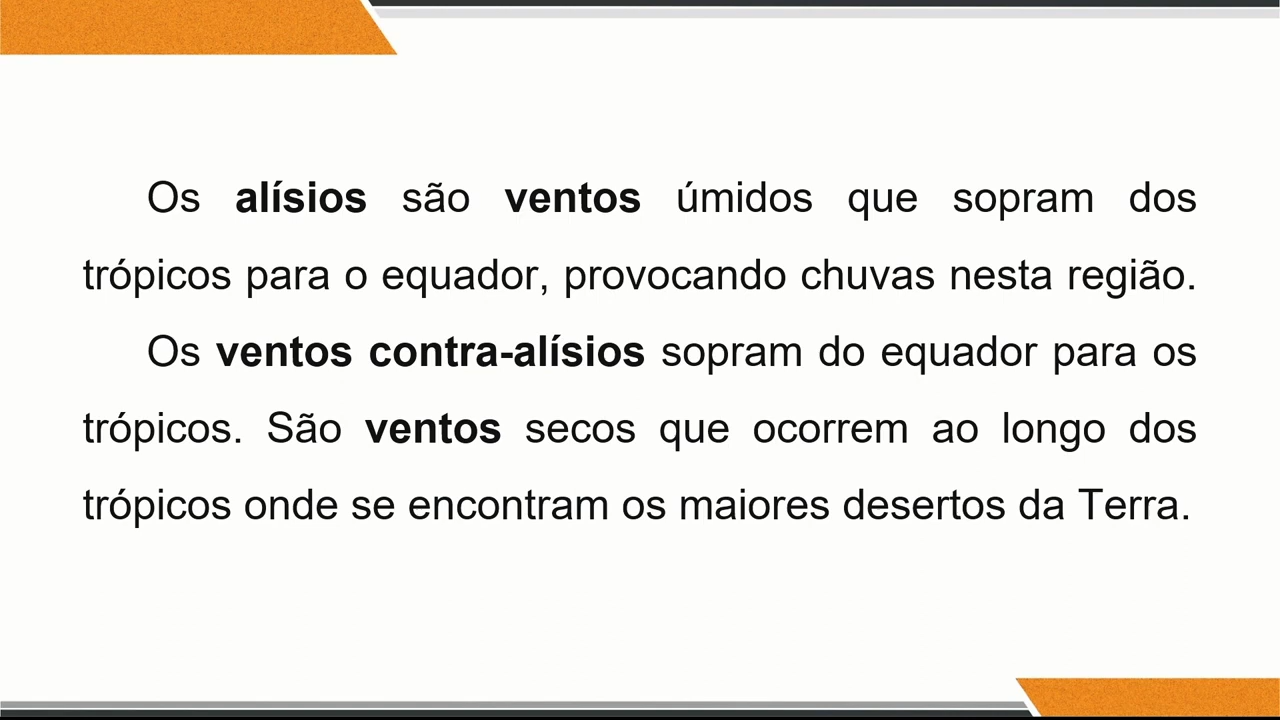 Os alísios são ventos úmidos que sopram dos
trópicos para o equador, provocando chuvas nesta região.
Os ventos contra-alísios sopram do equador para os
trópicos. São ventos secos que ocorrem ao longo dos
trópicos onde se encontram os maiores desertos da Terra.